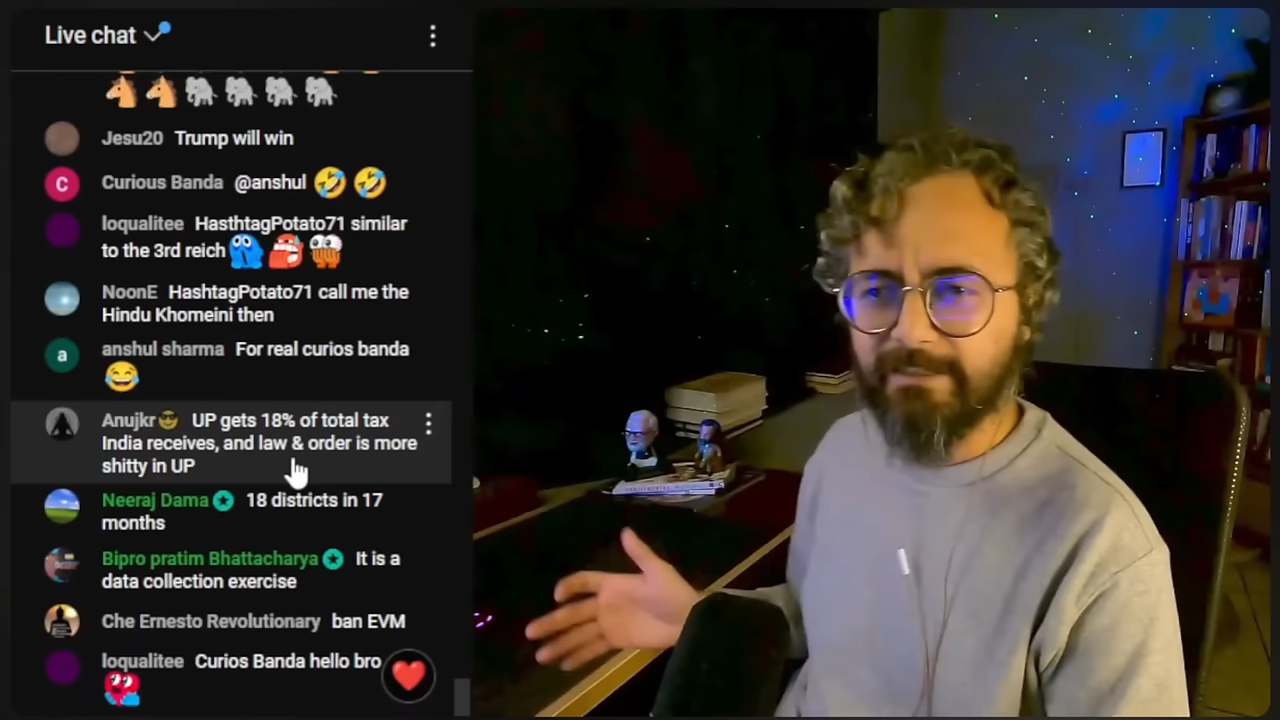 Live chat
Jesu20 Trump will win
C Curious Banda @anshul 🤣 🤣
loqualitee HasthtagPotato71 similar
to the 3rd reich
NoonE HashtagPotato71 call me the
Hindu Khomeini then
a anshul sharma For real curios banda
😂
Anujkr😎 UP gets 18% of total tax
India receives, and law & order is more
shitty in UP
Neeraj Dama 18 districts in 17
months
Bipro pratim Bhattacharya It is a
data collection exercise
Che Ernesto Revolutionary ban EVM
loqualitee Curios Banda hello bro